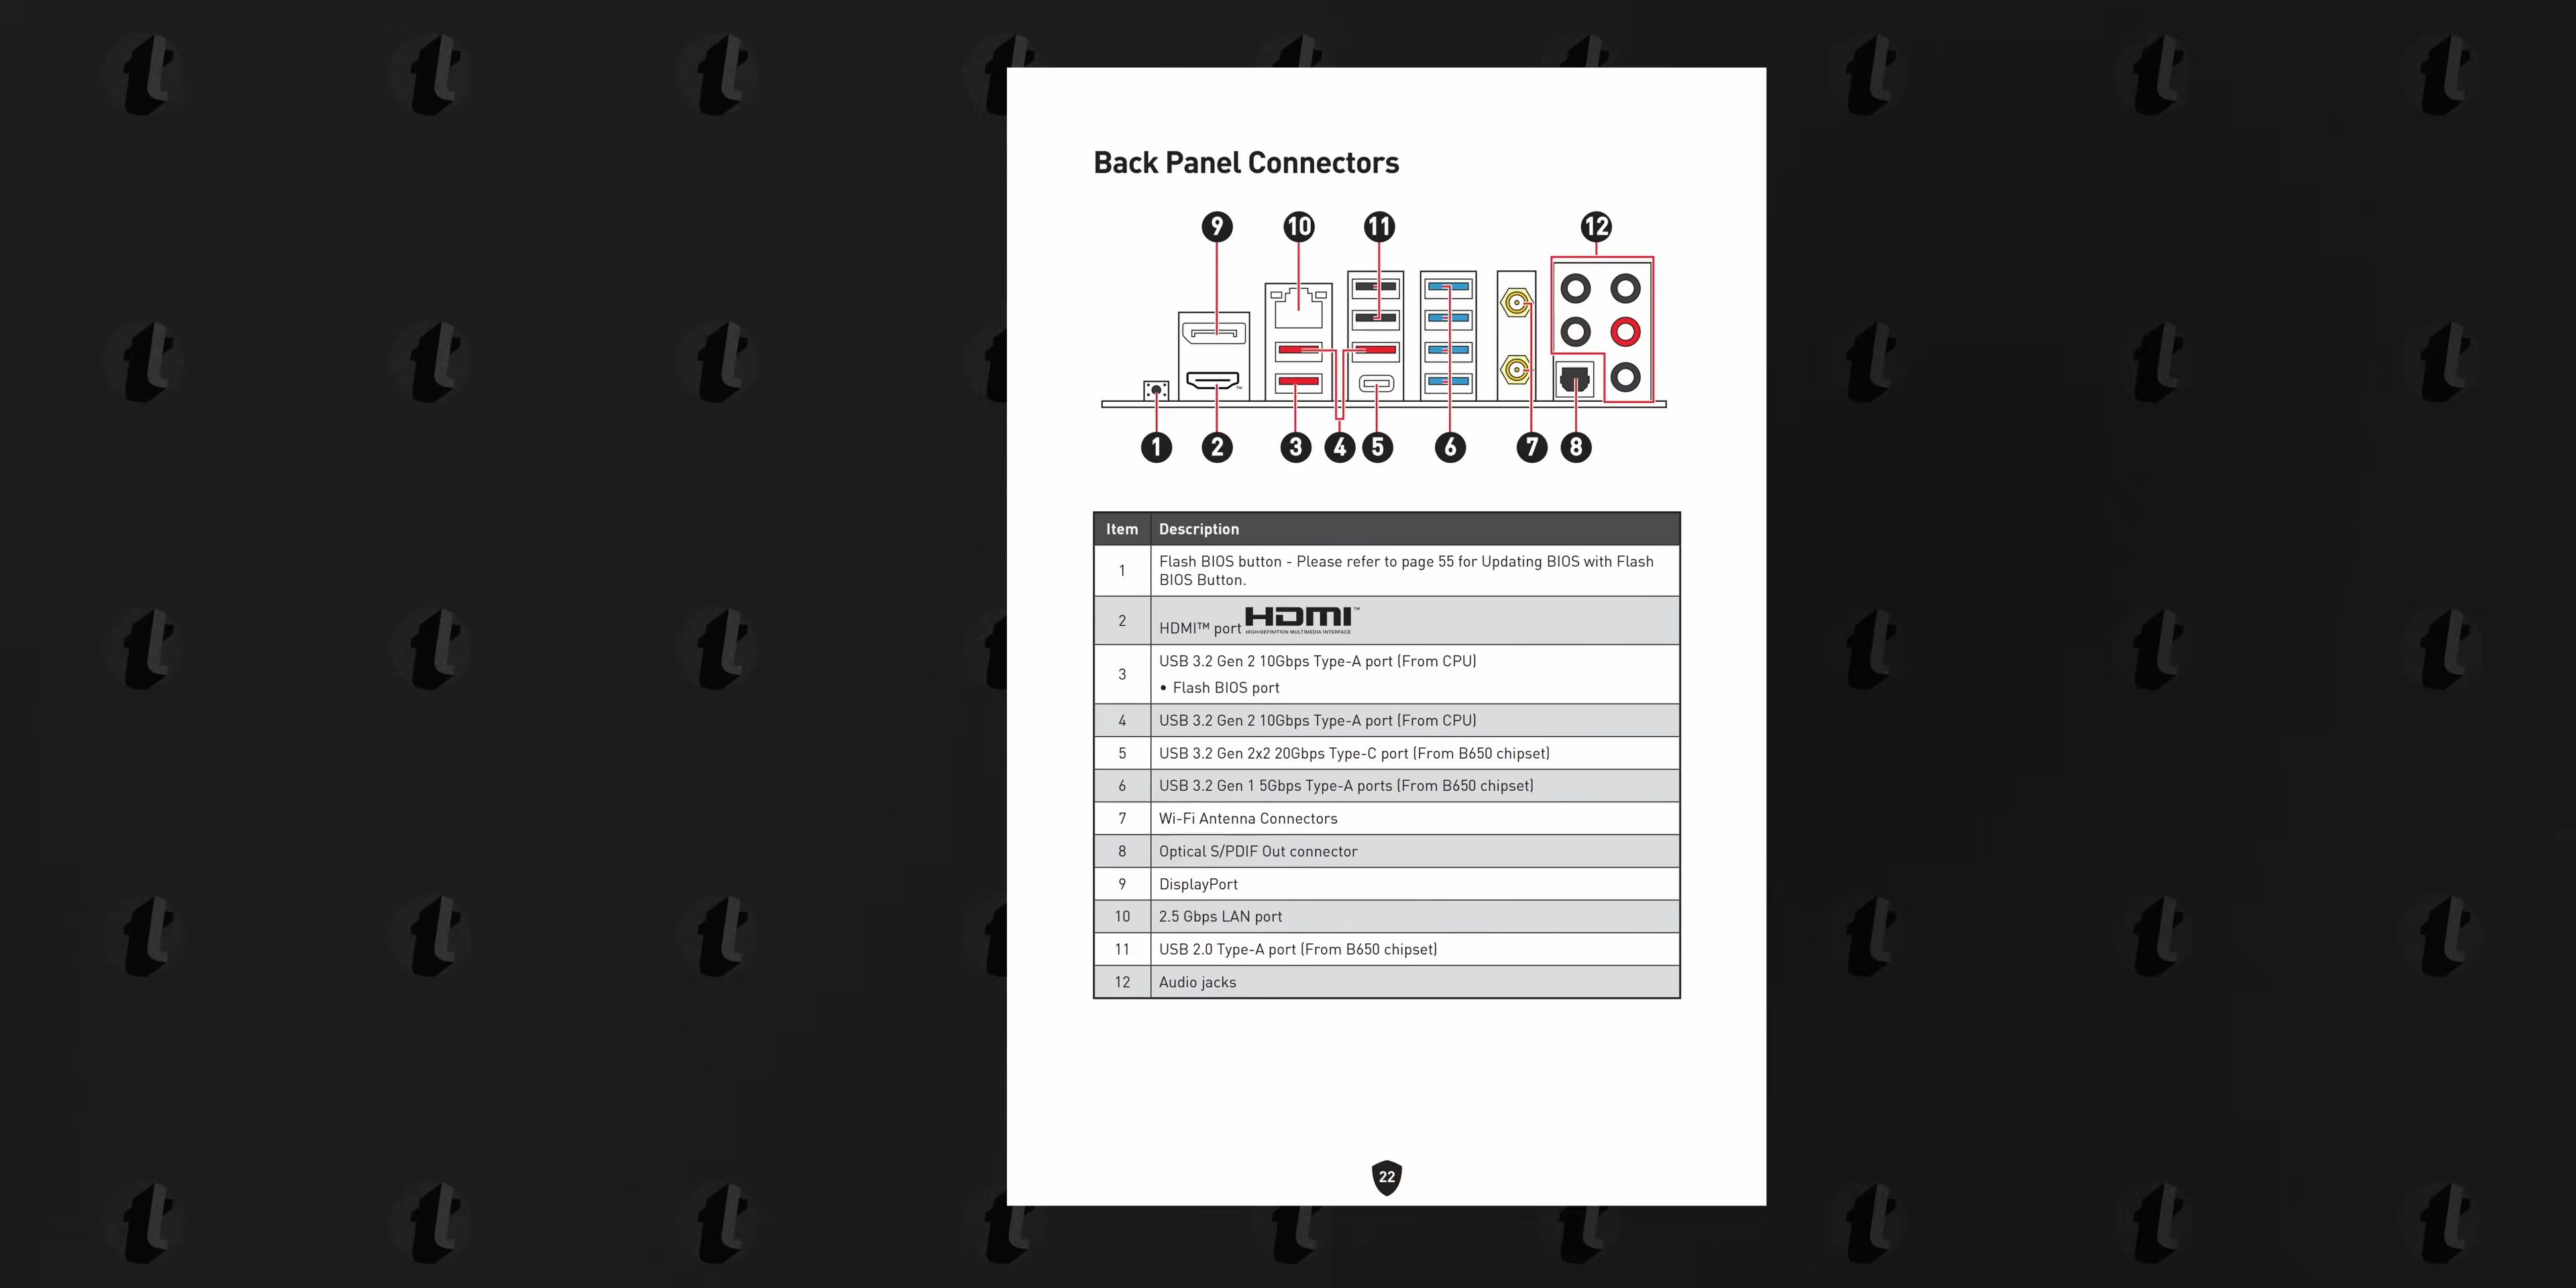 Back Panel Connectors
9 10 11 12
1 2 3 4 5 6 7 8
Item Description
1 Flash BIOS button - Please refer to page 55 for Updating BIOS with Flash
BIOS Button.
2 HDMI™ port HDMI™
HIGH-DEFINITION MULTIMEDIA INTERFACE
3 USB 3.2 Gen 2 10Gbps Type-A port (From CPU)
• Flash BIOS port
4 USB 3.2 Gen 2 10Gbps Type-A port (From CPU)
5 USB 3.2 Gen 2x2 20Gbps Type-C port (From B650 chipset)
6 USB 3.2 Gen 1 5Gbps Type-A ports (From B650 chipset)
7 Wi-Fi Antenna Connectors
8 Optical S/PDIF Out connector
9 DisplayPort
10 2.5 Gbps LAN port
11 USB 2.0 Type-A port (From B650 chipset)
12 Audio jacks
22